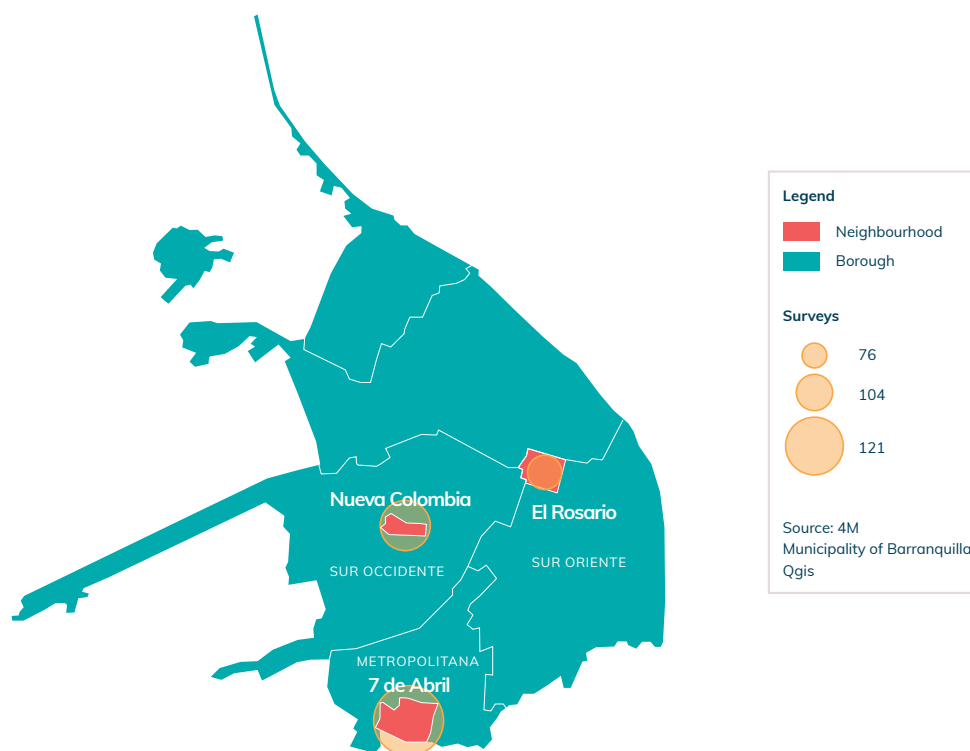 Legend
Neighbourhood
Borough
Surveys
76
104
121
Source: 4M
Municipality of Barranquilla
Qgis
Nueva Colombia
El Rosario
SUR OCCIDENTE
SUR ORIENTE
METROPOLITANA
7 de Abril